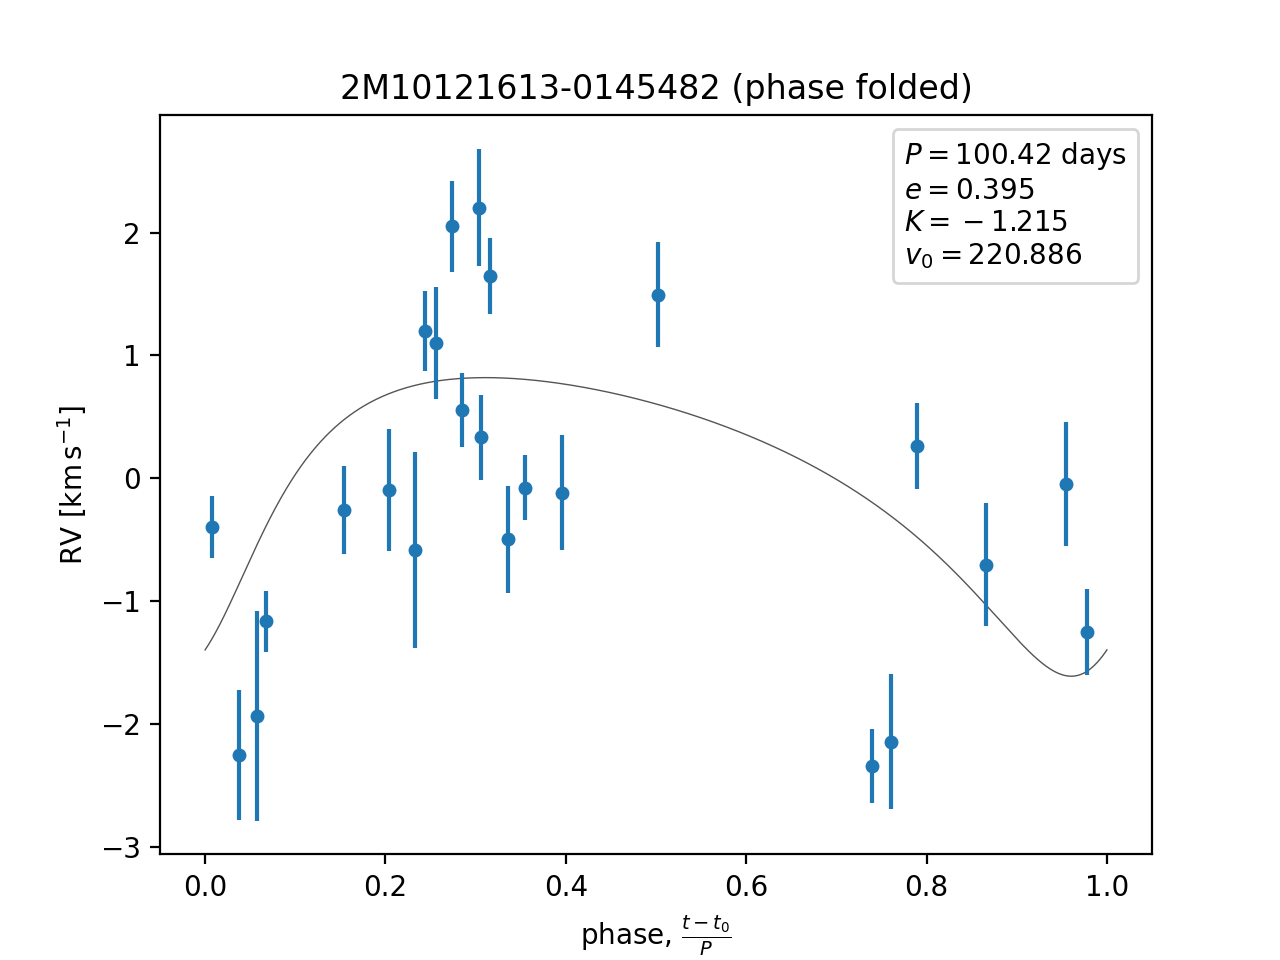 2M10121613-0145482 (phase folded)
P = 100.42 days
e = 0.395
K = −1.215
v₀ = 220.886
2
1
0
−1
−2
−3
RV [km s⁻¹]
0.0 0.2 0.4 0.6 0.8 1.0
phase, (t − t₀)/P